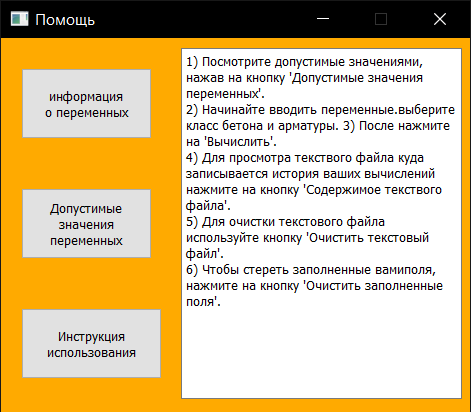 Помощь
информация
о переменных
Допустимые
значения
переменных
Инструкция
использования
1) Посмотрите допустимые значениями,
нажав на кнопку 'Допустимые значения
переменных'.
2) Начинайте вводить переменные.выберите
класс бетона и арматуры. 3) После нажмите
на 'Вычислить'.
4) Для просмотра текствого файла куда
записывается история ваших вычислений
нажмите на кнопку 'Содержимое текствого
файла'.
5) Для очистки текстового файла
используйте кнопку 'Очистить текстовый
файл'.
6) Чтобы стереть заполненные вамиполя,
нажмите на кнопку 'Очистить заполненные
поля'.